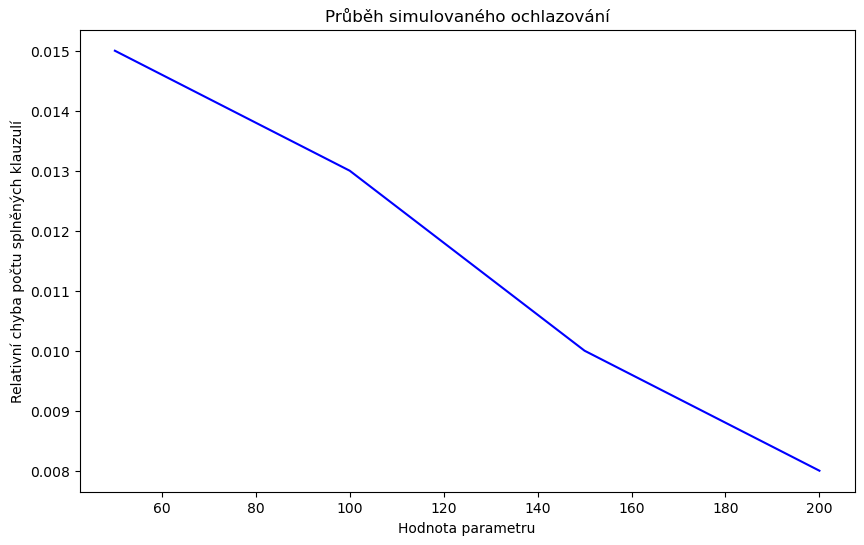 Průběh simulovaného ochlazování
0.015
0.014
0.013
0.012
0.011
0.010
0.009
0.008
Relativní chyba počtu splněných klauzulí
60 80 100 120 140 160 180 200
Hodnota parametru